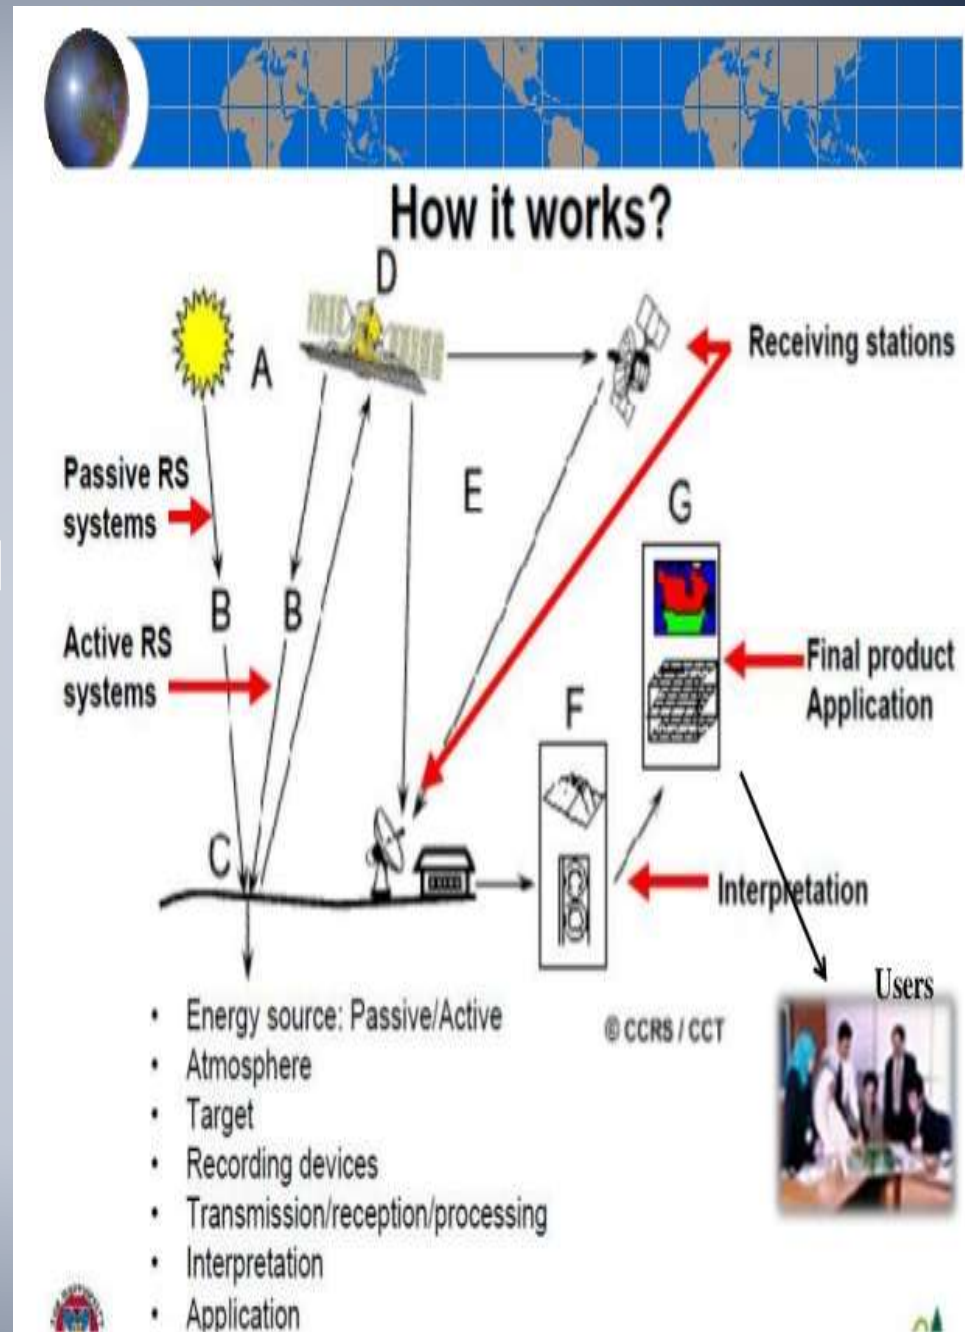 How it works?
D
A
Receiving stations
Passive RS
systems
E
G
B
B
Active RS
systems
Final product
Application
F
C
Interpretation
Users
• Energy source: Passive/Active
© CCRS / CCT
• Atmosphere
• Target
• Recording devices
• Transmission/reception/processing
• Interpretation
• Application